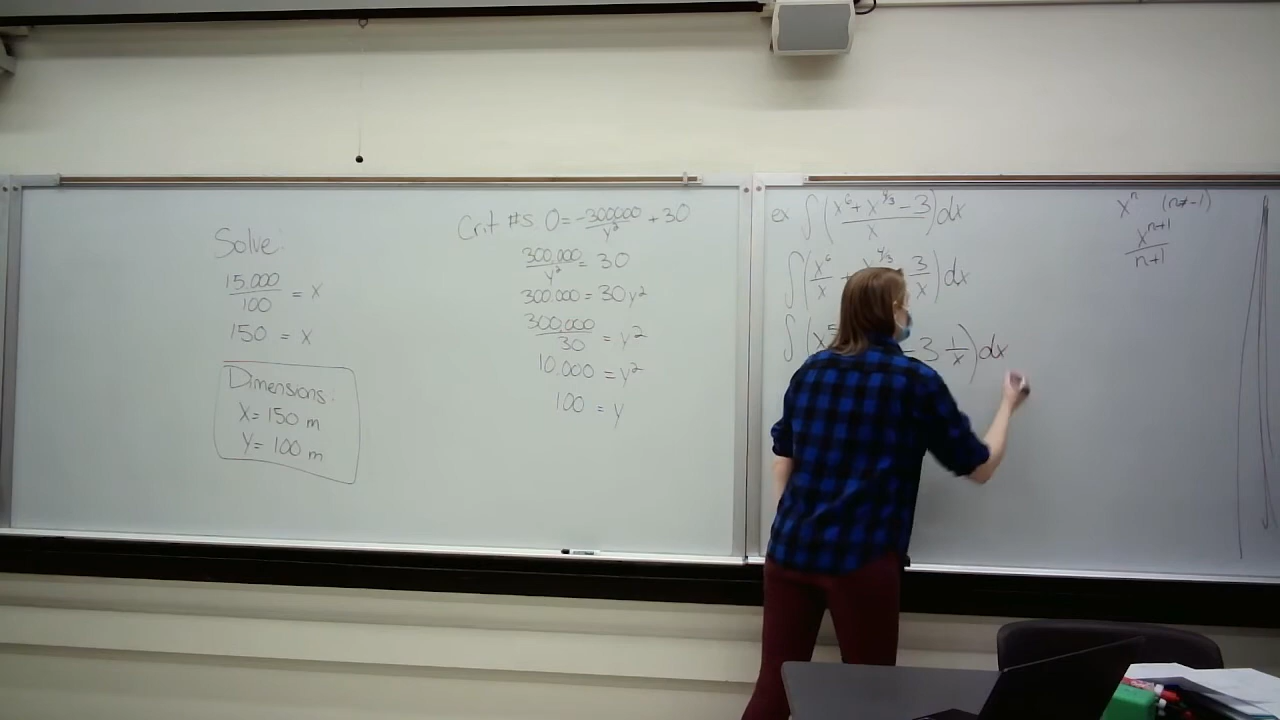 Solve:
15,000/100 = x
150 = x
Dimensions:
X = 150 m
Y = 100 m
Crit #s. 0 = -300000/y² + 30
300,000/y² = 30
300,000 = 30y²
300,000/30 = y²
10,000 = y²
100 = y
ex ∫((x⁶ + x^(4/3) - 3)/x)dx
∫(x⁶/x + x^(4/3) 3/x)dx
∫(x⁵ - 3 1/x)dx
xⁿ (n≠-1)
x^(n+1)/(n+1)